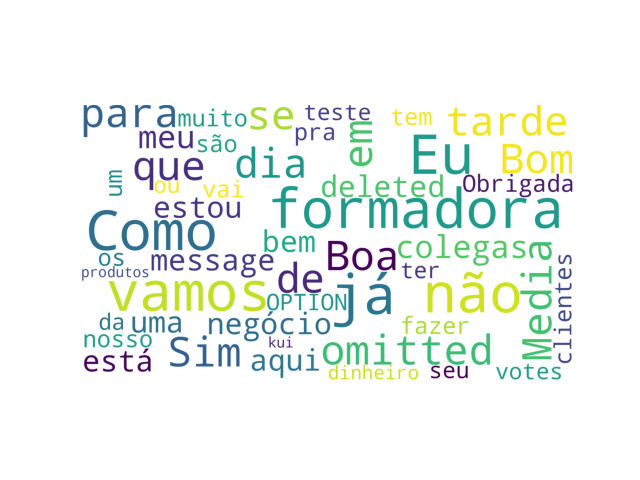 para muito se teste tem tarde
meu são pra em Eu Bom
que dia
um ou vai deleted Obrigada
estou formadora
Como bem Boa colegas
os message de ter
produtos vamos OPTION já não Media clientes
da uma negócio fazer
nosso Sim kui omitted
está aqui dinheiro seu votes